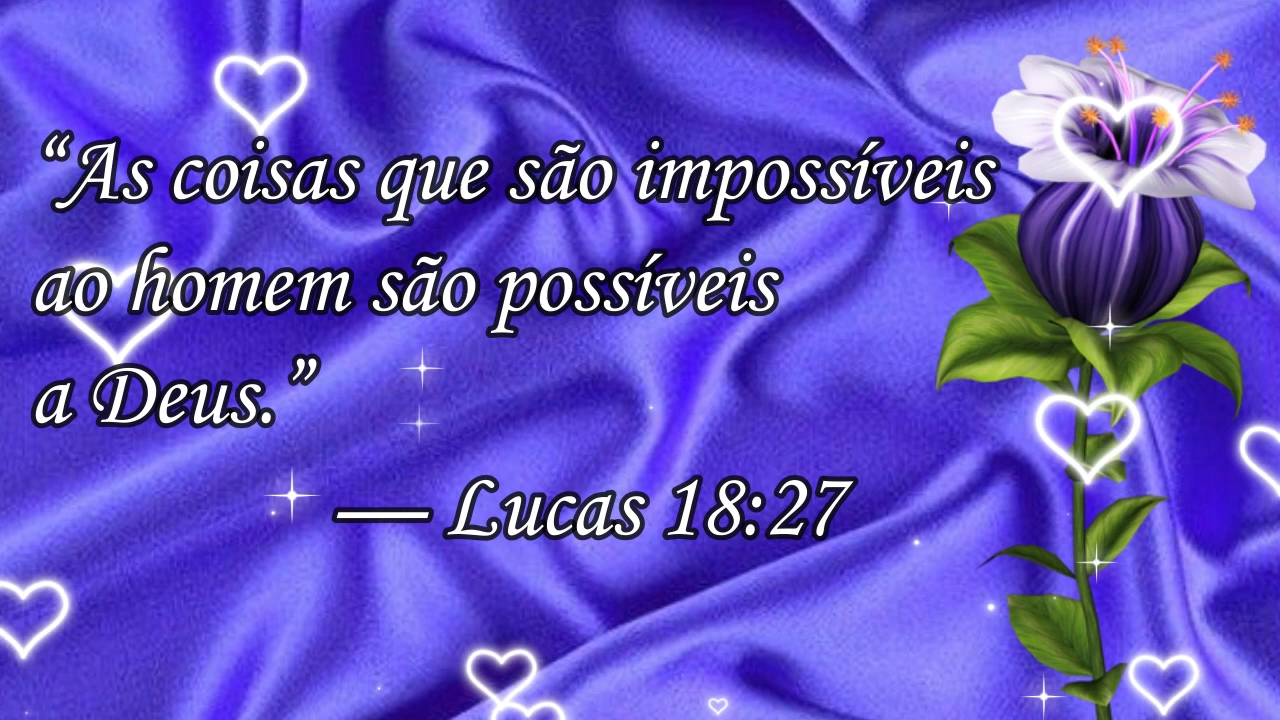 “As coisas que são impossíveis
ao homem são possíveis
a Deus.”
— Lucas 18:27